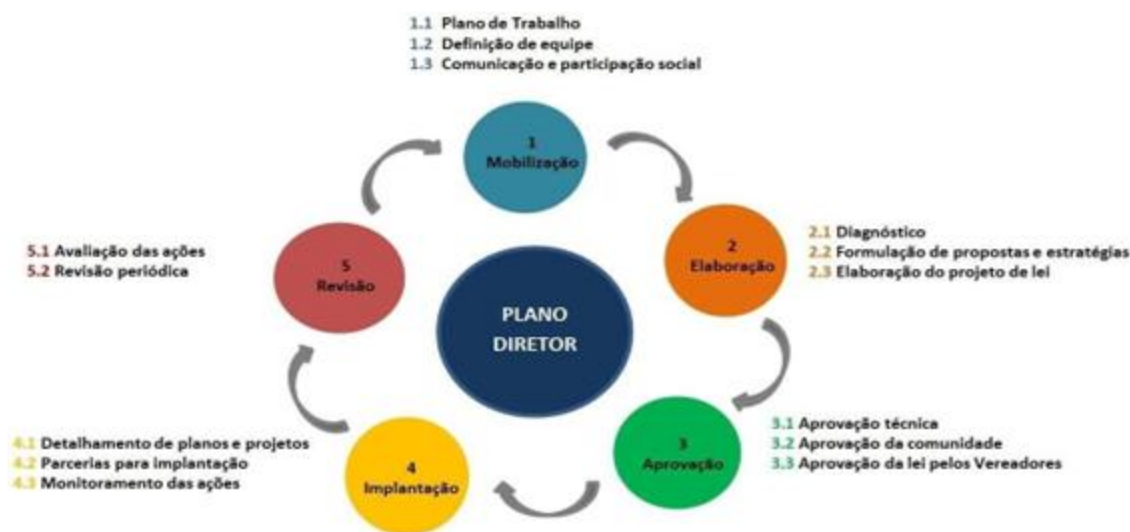 1.1 Plano de Trabalho
1.2 Definição de equipe
1.3 Comunicação e participação social
1
Mobilização
2
Elaboração
2.1 Diagnóstico
2.2 Formulação de propostas e estratégias
2.3 Elaboração do projeto de lei
5.1 Avaliação das ações
5.2 Revisão periódica
5
Revisão
PLANO
DIRETOR
3
Aprovação
3.1 Aprovação técnica
3.2 Aprovação da comunidade
3.3 Aprovação da lei pelos Vereadores
4.1 Detalhamento de planos e projetos
4.2 Parcerias para implantação
4.3 Monitoramento das ações
4
Implantação